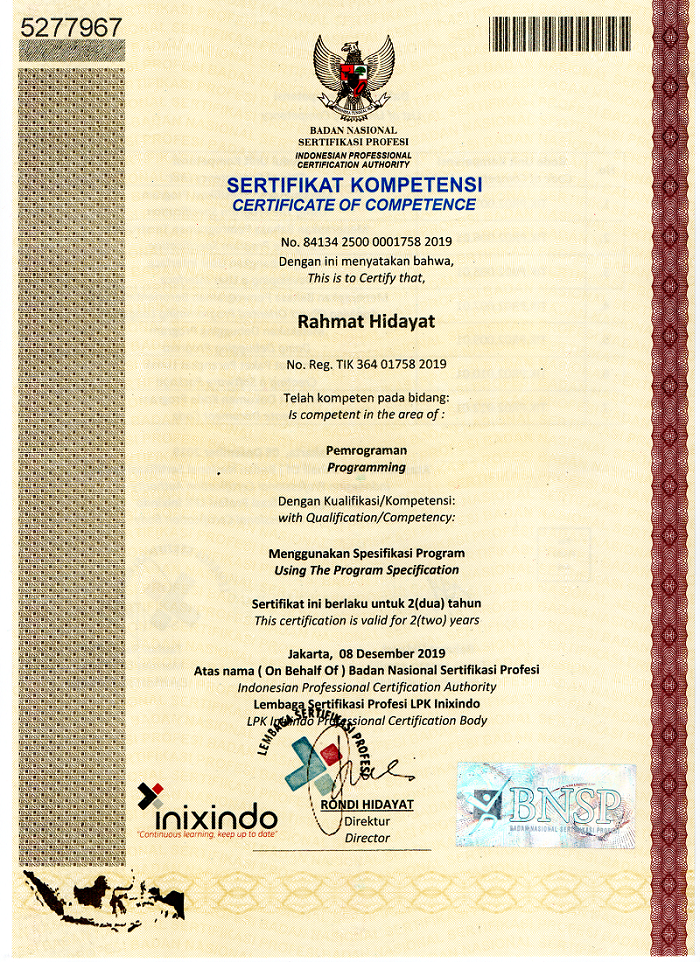 5277967
BADAN NASIONAL
SERTIFIKASI PROFESI
INDONESIAN PROFESSIONAL
CERTIFICATION AUTHORITY
SERTIFIKAT KOMPETENSI
CERTIFICATE OF COMPETENCE
No. 84134 2500 0001758 2019
Dengan ini menyatakan bahwa,
This is to Certify that,
Rahmat Hidayat
No. Reg. TIK 364 01758 2019
Telah kompeten pada bidang:
Is competent in the area of :
Pemrograman
Programming
Dengan Kualifikasi/Kompetensi:
with Qualification/Competency:
Menggunakan Spesifikasi Program
Using The Program Specification
Sertifikat ini berlaku untuk 2(dua) tahun
This certification is valid for 2(two) years
Jakarta, 08 Desember 2019
Atas nama ( On Behalf Of ) Badan Nasional Sertifikasi Profesi
Indonesian Professional Certification Authority
Lembaga Sertifikasi Profesi LPK Inixindo
LPK Inixindo Professional Certification Body
LEMBAGA SERTIFIKASI PROFESI
RONDI HIDAYAT
Direktur
Director
inixindo
"Continuous learning, keep up to date"
BNSP
BADAN NASIONAL SERTIFIKASI PROFESI